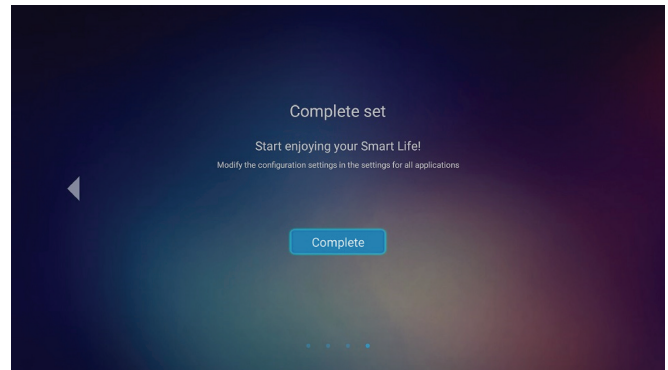 Complete set
Start enjoying your Smart Life!
Modify the configuration settings in the settings for all applications
Complete